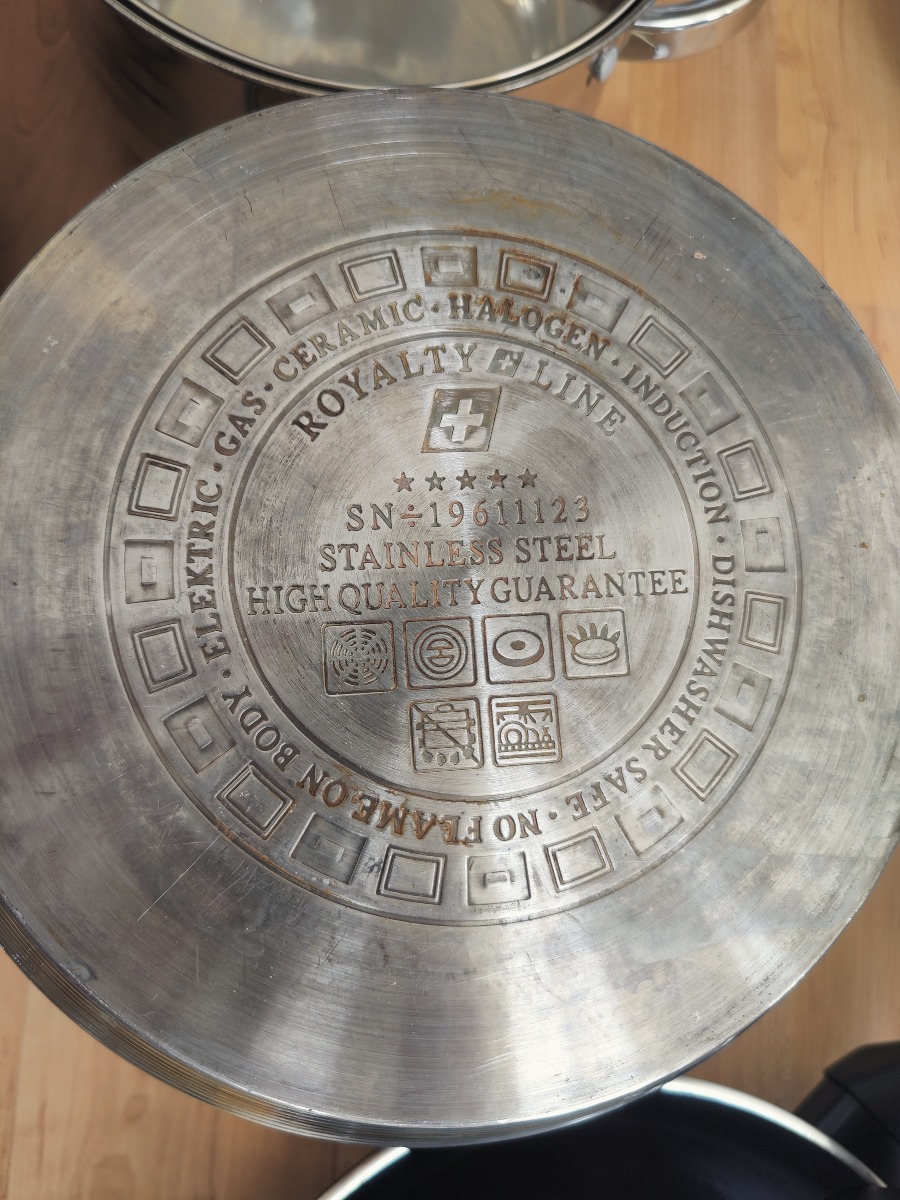 ELEKTRIC · GAS · CERAMIC · HALOGEN · INDUCTION · DISHWASHER SAFE · NO FLAME ON BODY ·
ROYALTY LINE
SN÷19611123
STAINLESS STEEL
HIGH QUALITY GUARANTEE